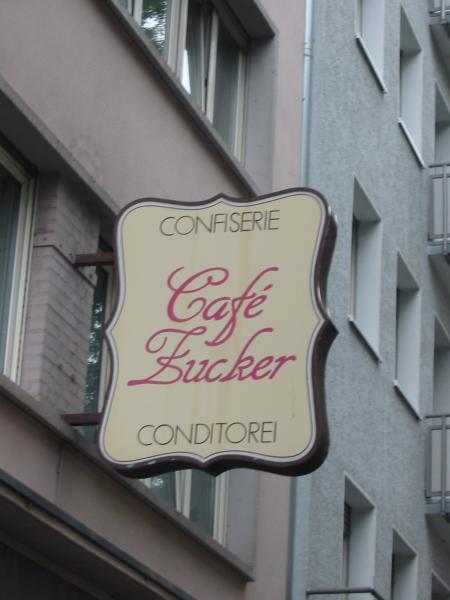 CONFISERIE
Café
Zucker
CONDITOREI